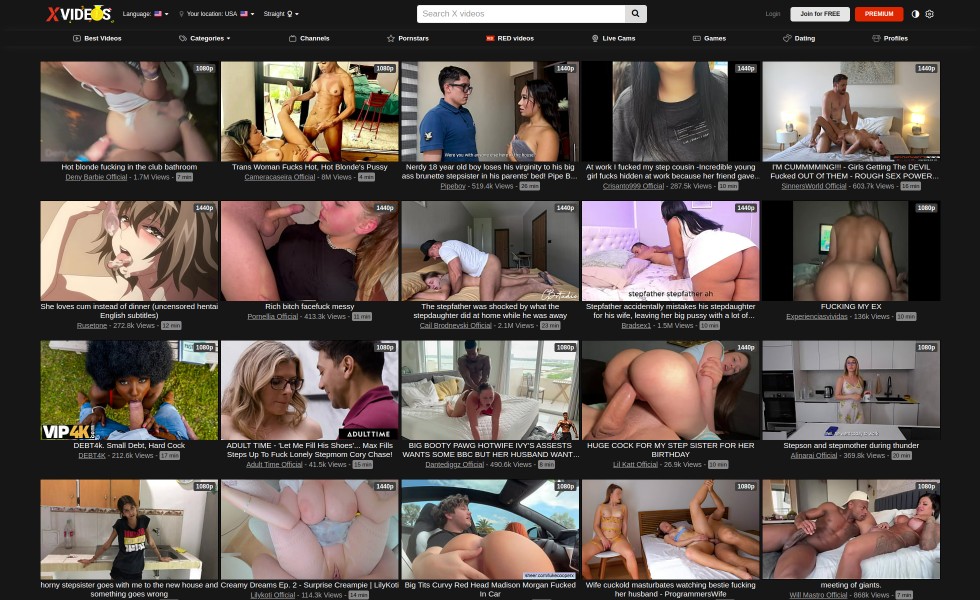 XVIDEOS
Language:
Your location: USA
Straight
Search X videos
Login
Join for FREE
PREMIUM
Best Videos
Categories
Channels
Pornstars
RED videos
Live Cams
Games
Dating
Profiles
1080p
1080p
1440p
1440p
1440p
Were you with anyone else here in this house
Hot blonde fucking in the club bathroom
Deny Barbie Official - 1.7M Views - 7 min
Trans Woman Fucks Hot, Hot Blonde's Pussy
Cameracaseira Official - 8M Views - 4 min
Nerdy 18 year old boy loses his virginity to his big
ass brunette stepsister in his parents' bed! Pipe B...
Pipeboy - 519.4k Views - 26 min
At work I fucked my step cousin -Incredible young
girl fucks hidden at work because her friend gave...
Crisanto999 Official - 287.5k Views - 10 min
I'M CUMMMMING!!! - Girls Getting The DEVIL
Fucked OUT Of THEM - ROUGH SEX POWER...
SinnersWorld Official - 603.7k Views - 16 min
1440p
1440p
1440p
1440p
1080p
stepfather stepfather ah
She loves cum instead of dinner (uncensored hentai
English subtitles)
Rusetone - 272.8k Views - 12 min
Rich bitch facefuck messy
Pornellia Official - 413.3k Views - 11 min
The stepfather was shocked by what the
stepdaughter did at home while he was away
Cail Brodnevski Official - 2.1M Views - 23 min
Stepfather accidentally mistakes his stepdaughter
for his wife, leaving her big pussy with a lot of...
Bradsex1 - 1.5M Views - 10 min
FUCKING MY EX
Experienciasvividas - 136k Views - 10 min
1080p
1080p
1080p
1440p
1080p
VIP4K
ADULT TIME
DEBT4k. Small Debt, Hard Cock
DEBT4K - 212.6k Views - 17 min
ADULT TIME - 'Let Me Fill His Shoes'... Max Fills
Steps Up To Fuck Lonely Stepmom Cory Chase!
Adult Time Official - 41.5k Views - 15 min
BIG BOOTY PAWG HOTWIFE IVY'S ASSESTS
WANTS SOME BBC BUT HER HUSBAND WANT...
Dantediggz Official - 490.6k Views - 8 min
HUGE COCK FOR MY STEP SISTER FOR HER
BIRTHDAY
Lil Katt Official - 26.9k Views - 10 min
Stepson and stepmother during thunder
Alinarai Official - 369.8k Views - 20 min
1080p
1440p
1080p
1080p
1080p
horny stepsister goes with me to the new house and
something goes wrong
Creamy Dreams Ep. 2 - Surprise Creampie | LilyKoti
Lilykoti Official - 114.3k Views - 14 min
Big Tits Curvy Red Head Madison Morgan Fucked
In Car
Wife cuckold masturbates watching bestie fucking
her husband - ProgrammersWife
meeting of giants.
Will Mastro Official - 868k Views - 7 min